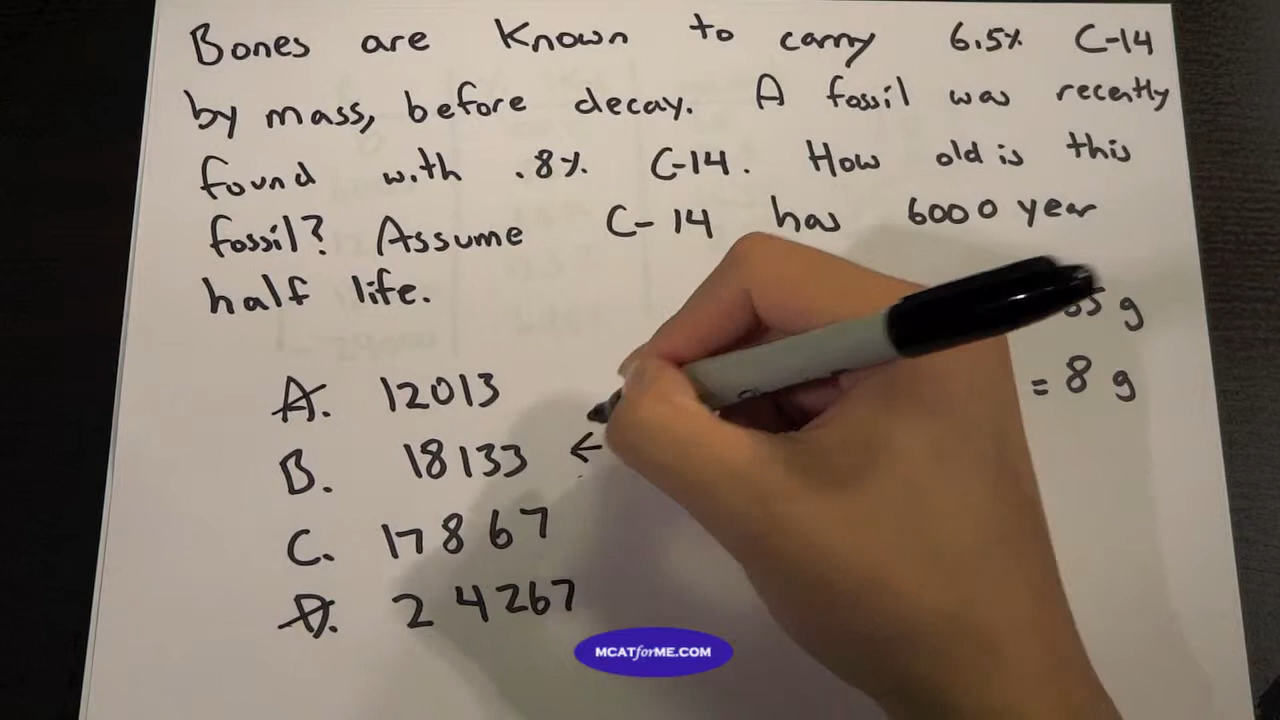 Bones are known to carry 6.5% C-14
by mass, before decay. A fossil was recently
found with .8% C-14. How old is this
fossil? Assume C-14 has 6000 year
half life.
g
= 8 g
A. 12013
B. 18133 ←
C. 17867
D. 24267
MCATforME.COM